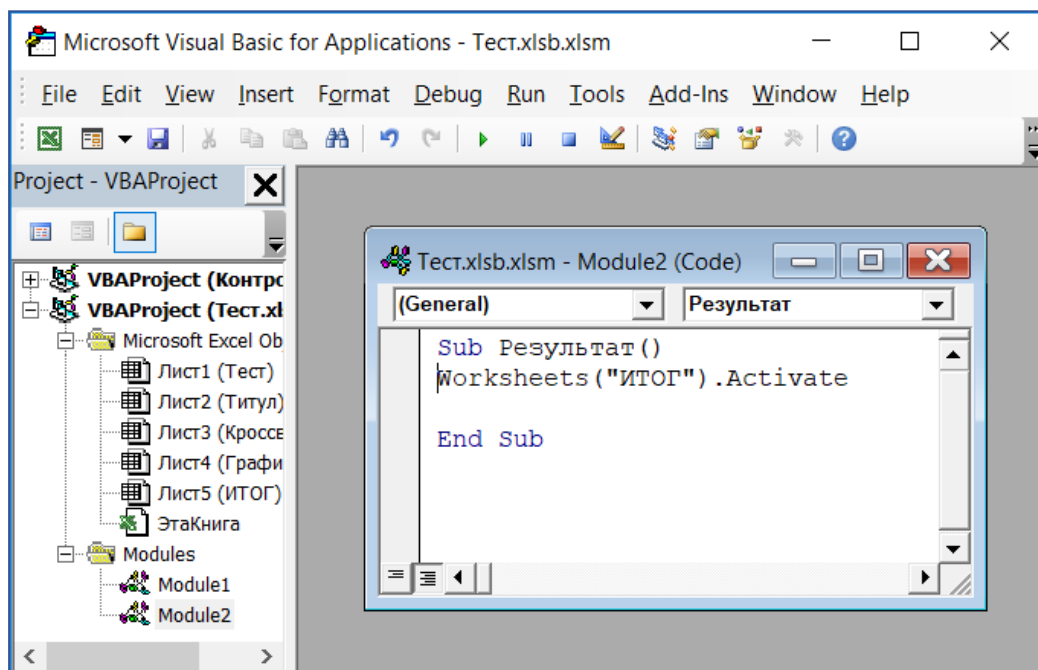 Microsoft Visual Basic for Applications - Тест.xlsb.xlsm
File Edit View Insert Format Debug Run Tools Add-Ins Window Help
Project - VBAProject
VBAProject (Контро
VBAProject (Тест.xl
Microsoft Excel Ob
Лист1 (Тест)
Лист2 (Титул)
Лист3 (Кроссв
Лист4 (Графи
Лист5 (ИТОГ)
ЭтаКнига
Modules
Module1
Module2
Тест.xlsb.xlsm - Module2 (Code)
(General) Результат
Sub Результат()
Worksheets("ИТОГ").Activate
End Sub